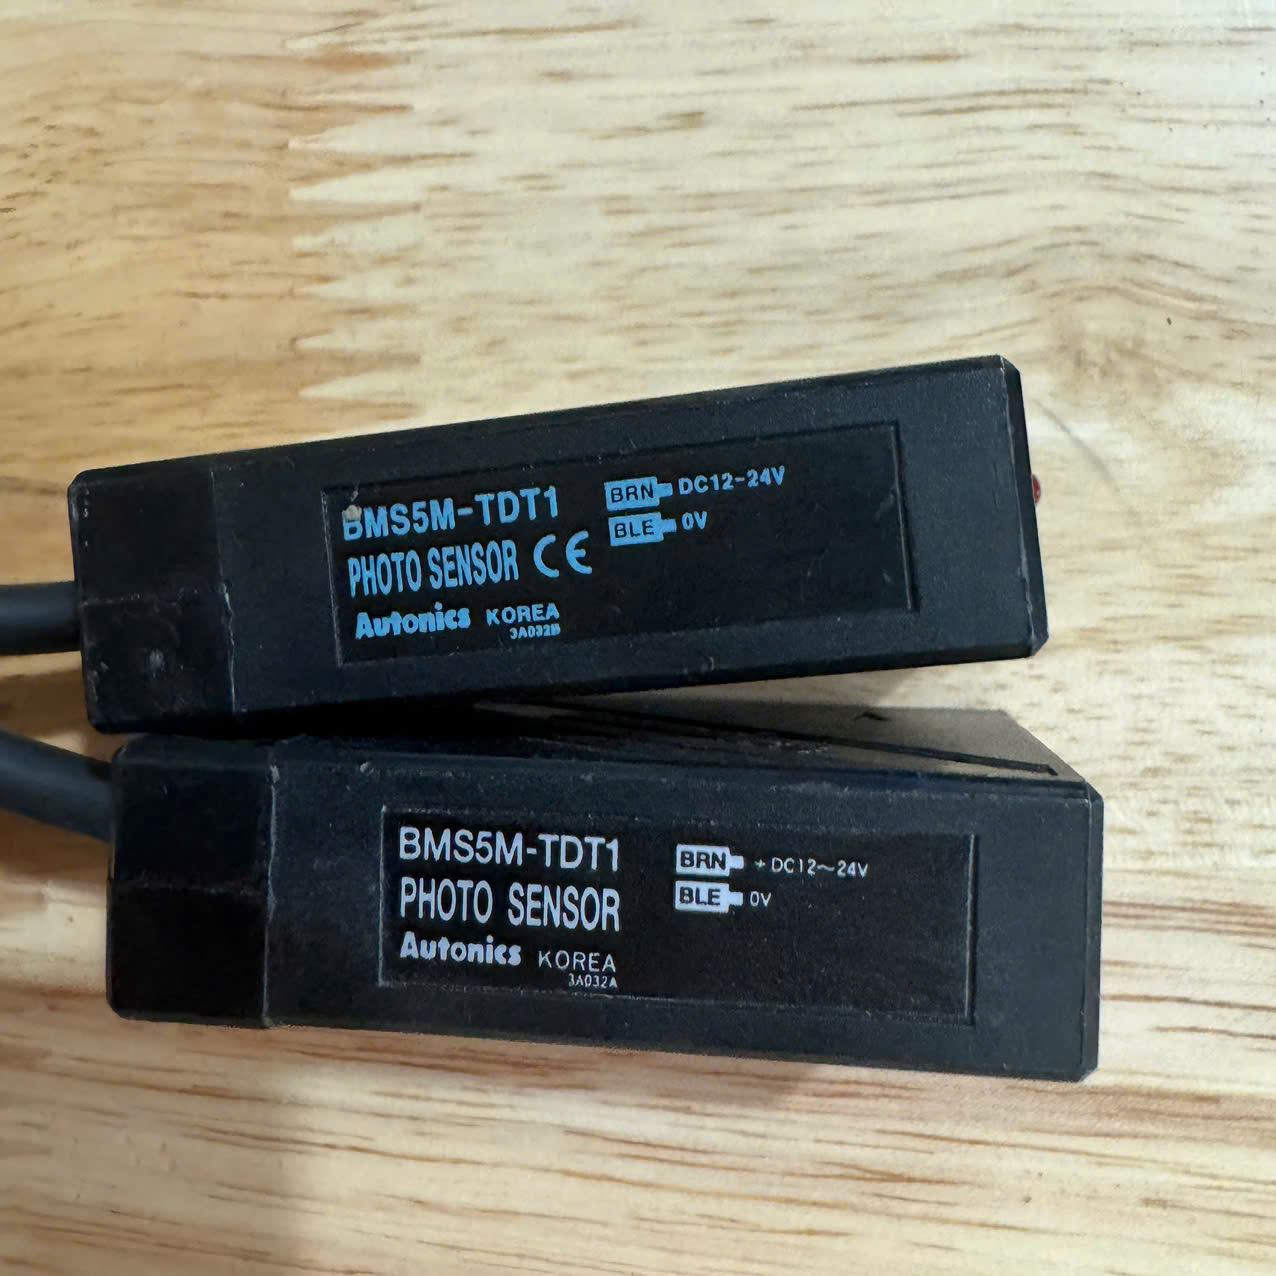 BMS5M-TDT1
BRN DC12-24V
BLE 0V
PHOTO SENSOR CE
Autonics KOREA
3A032B
BMS5M-TDT1
BRN + DC12~24V
BLE 0V
PHOTO SENSOR
Autonics KOREA
3A032A